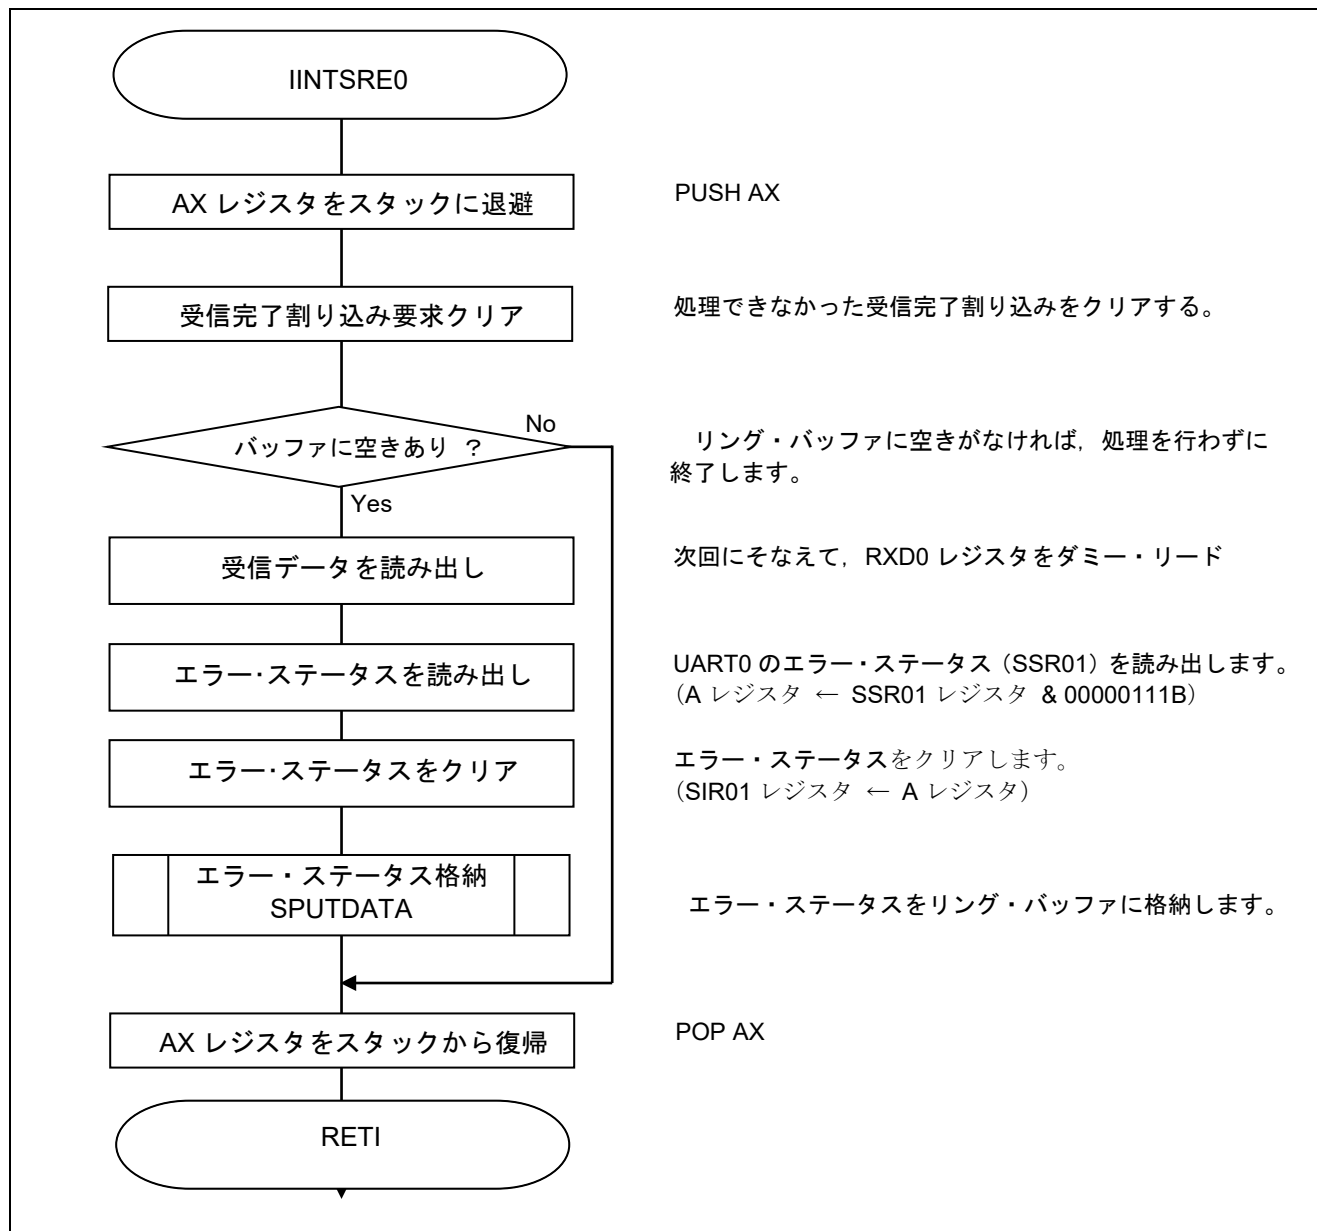 IINTSRE0
AX レジスタをスタックに退避
PUSH AX
受信完了割り込み要求クリア
処理できなかった受信完了割り込みをクリアする。
バッファに空きあり ?
No
リング・バッファに空きがなければ，処理を行わずに
終了します。
Yes
受信データを読み出し
次回にそなえて，RXD0 レジスタをダミー・リード
エラー・ステータスを読み出し
UART0 のエラー・ステータス（SSR01）を読み出します。
（A レジスタ ← SSR01 レジスタ & 00000111B）
エラー・ステータスをクリア
エラー・ステータスをクリアします。
（SIR01 レジスタ ← A レジスタ）
エラー・ステータス格納
SPUTDATA
エラー・ステータスをリング・バッファに格納します。
AX レジスタをスタックから復帰
POP AX
RETI